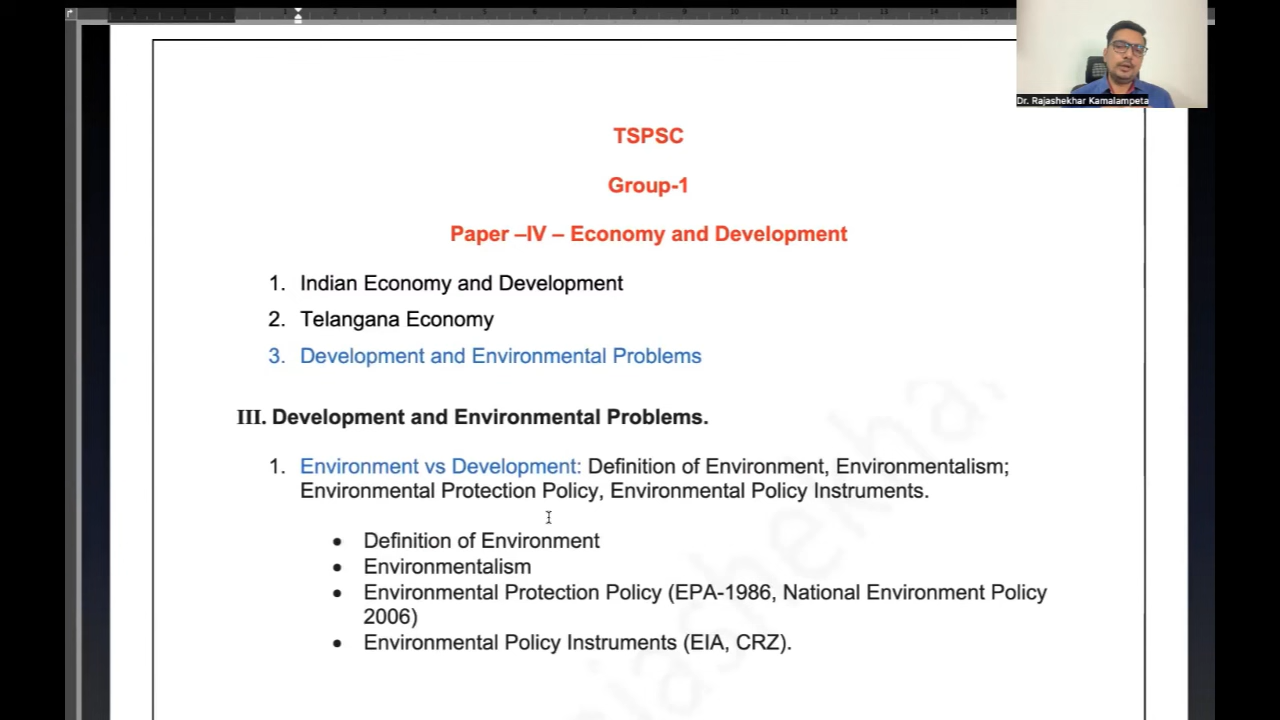 Dr. Rajashekhar Kamalampeta
TSPSC
Group-1
Paper –IV – Economy and Development
1. Indian Economy and Development
2. Telangana Economy
3. Development and Environmental Problems
III. Development and Environmental Problems.
1. Environment vs Development: Definition of Environment, Environmentalism;
Environmental Protection Policy, Environmental Policy Instruments.
• Definition of Environment
• Environmentalism
• Environmental Protection Policy (EPA-1986, National Environment Policy
2006)
• Environmental Policy Instruments (EIA, CRZ).